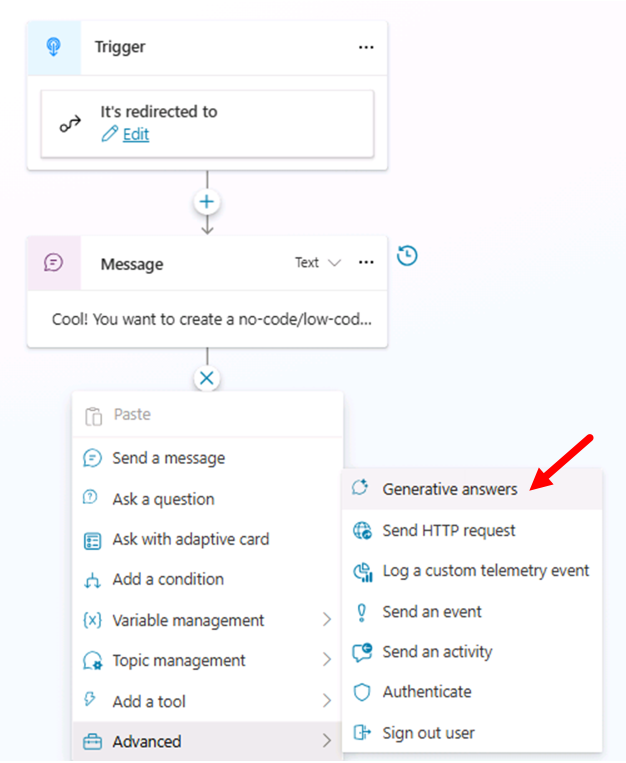 Trigger
It's redirected to
Edit
Message
Text
Cool! You want to create a no-code/low-cod...
Paste
Send a message
Ask a question
Ask with adaptive card
Add a condition
Variable management
Topic management
Add a tool
Advanced
Generative answers
Send HTTP request
Log a custom telemetry event
Send an event
Send an activity
Authenticate
Sign out user